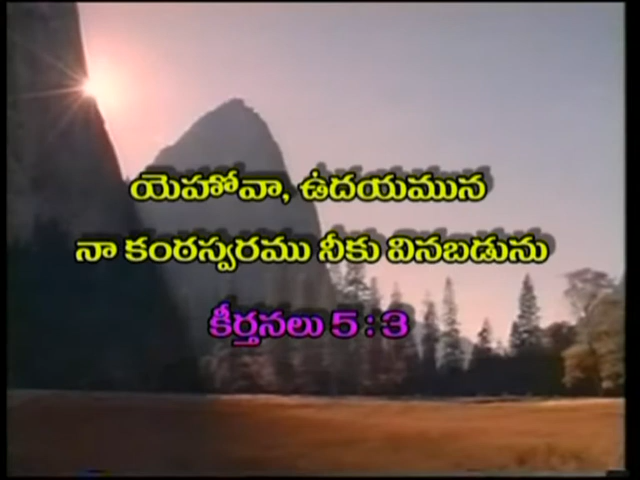 యెహోవా, ఉదయమున
నా కంఠస్వరము నీకు వినబడును
కీర్తనలు 5 : 3